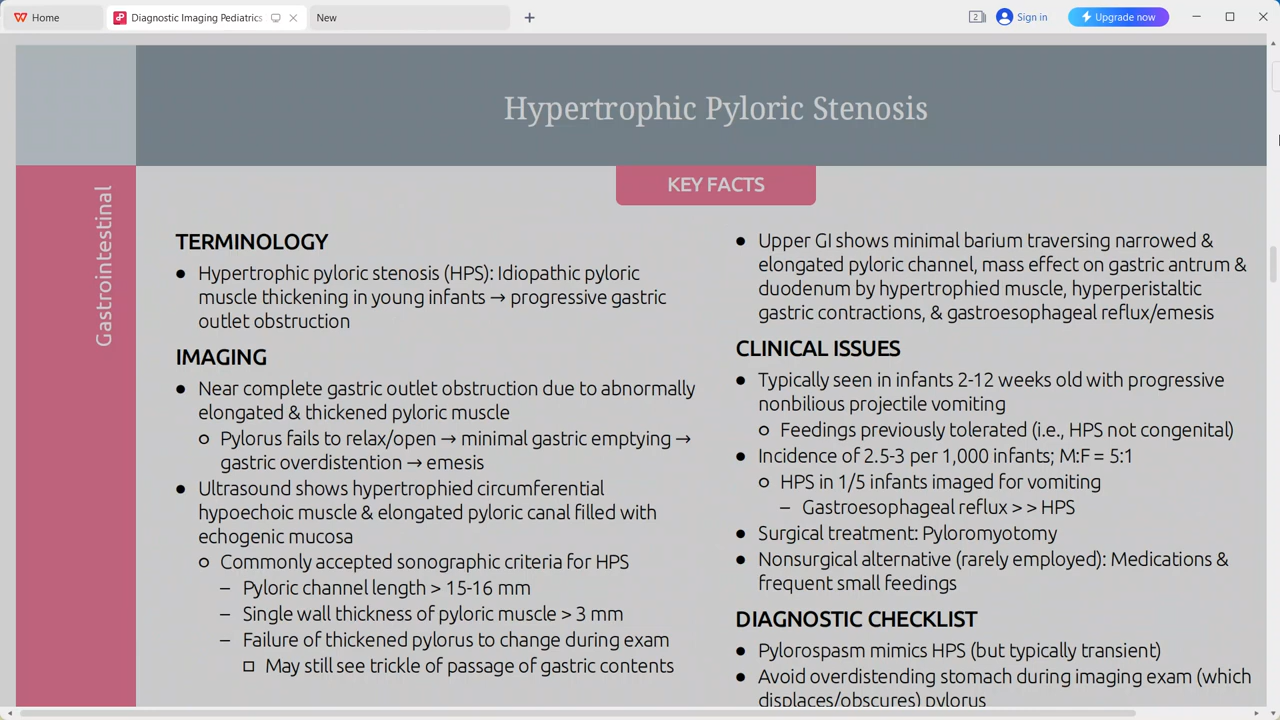 Home
Diagnostic Imaging Pediatrics
New
2
Sign in
Upgrade now
Hypertrophic Pyloric Stenosis
Gastrointestinal
KEY FACTS
TERMINOLOGY
● Hypertrophic pyloric stenosis (HPS): Idiopathic pyloric
muscle thickening in young infants → progressive gastric
outlet obstruction
IMAGING
● Near complete gastric outlet obstruction due to abnormally
elongated & thickened pyloric muscle
○ Pylorus fails to relax/open → minimal gastric emptying →
gastric overdistention → emesis
● Ultrasound shows hypertrophied circumferential
hypoechoic muscle & elongated pyloric canal filled with
echogenic mucosa
○ Commonly accepted sonographic criteria for HPS
– Pyloric channel length > 15-16 mm
– Single wall thickness of pyloric muscle > 3 mm
– Failure of thickened pylorus to change during exam
□ May still see trickle of passage of gastric contents
● Upper GI shows minimal barium traversing narrowed &
elongated pyloric channel, mass effect on gastric antrum &
duodenum by hypertrophied muscle, hyperperistaltic
gastric contractions, & gastroesophageal reflux/emesis
CLINICAL ISSUES
● Typically seen in infants 2-12 weeks old with progressive
nonbilious projectile vomiting
○ Feedings previously tolerated (i.e., HPS not congenital)
● Incidence of 2.5-3 per 1,000 infants; M:F = 5:1
○ HPS in 1/5 infants imaged for vomiting
– Gastroesophageal reflux > > HPS
● Surgical treatment: Pyloromyotomy
● Nonsurgical alternative (rarely employed): Medications &
frequent small feedings
DIAGNOSTIC CHECKLIST
● Pylorospasm mimics HPS (but typically transient)
● Avoid overdistending stomach during imaging exam (which
displaces/obscures) pylorus